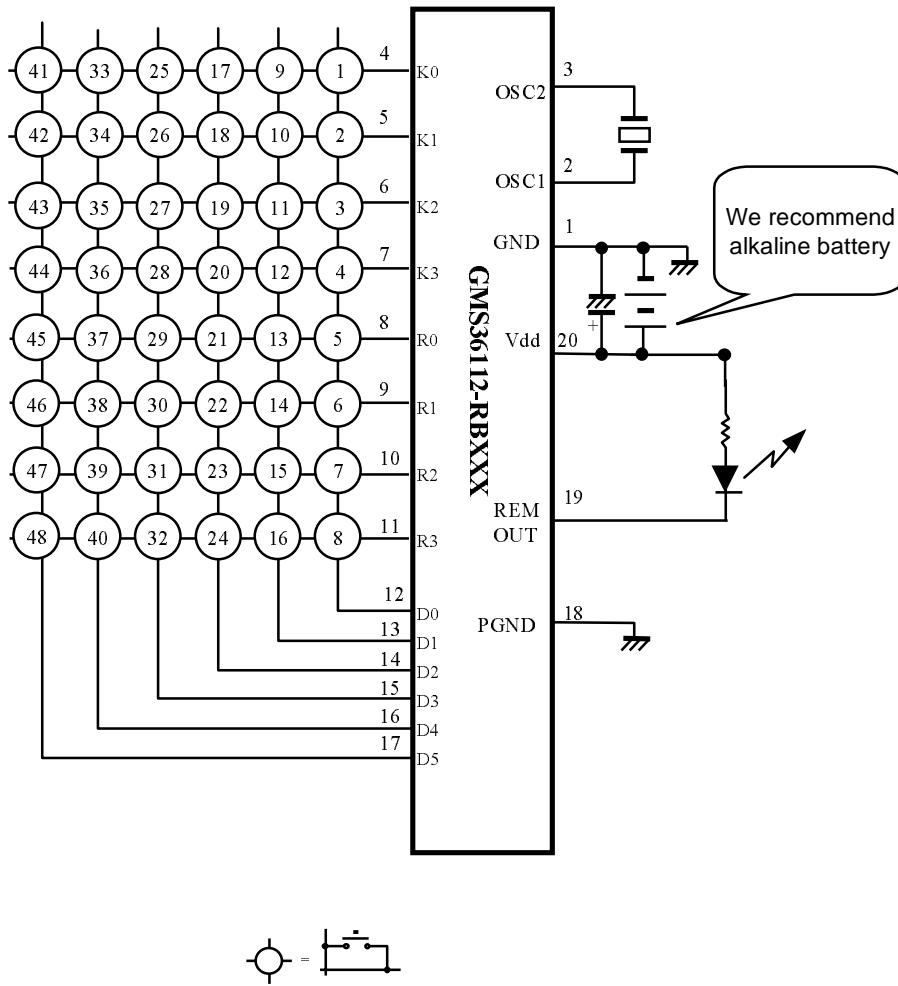 41 33 25 17 9 1 4 K0
42 34 26 18 10 2 5 K1
43 35 27 19 11 3 6 K2
44 36 28 20 12 4 7 K3
45 37 29 21 13 5 8 R0
46 38 30 22 14 6 9 R1
47 39 31 23 15 7 10 R2
48 40 32 24 16 8 11 R3
12 D0
13 D1
14 D2
15 D3
16 D4
17 D5
GMS36112-RBXXX
OSC2 3
OSC1 2
GND 1
We recommend
alkaline battery
+
Vdd 20
REM 19
OUT
PGND 18
=